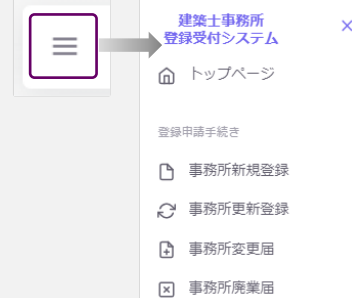 建築士事務所
登録受付システム
トップページ
登録申請手続き
事務所新規登録
事務所更新登録
事務所変更届
事務所廃業届